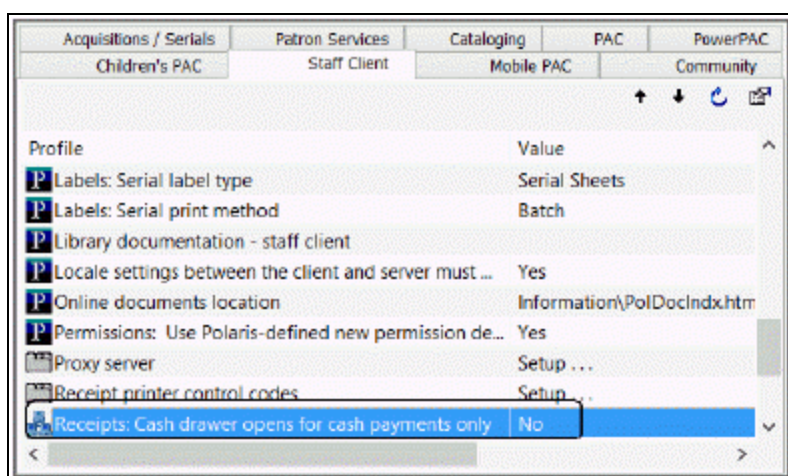 Acquisitions / Serials Patron Services Cataloging PAC PowerPAC
Children's PAC Staff Client Mobile PAC Community
Profile Value
Labels: Serial label type Serial Sheets
Labels: Serial print method Batch
Library documentation - staff client
Locale settings between the client and server must ... Yes
Online documents location Information\PolDocIndx.htm
Permissions: Use Polaris-defined new permission de... Yes
Proxy server Setup ...
Receipt printer control codes Setup ...
Receipts: Cash drawer opens for cash payments only No